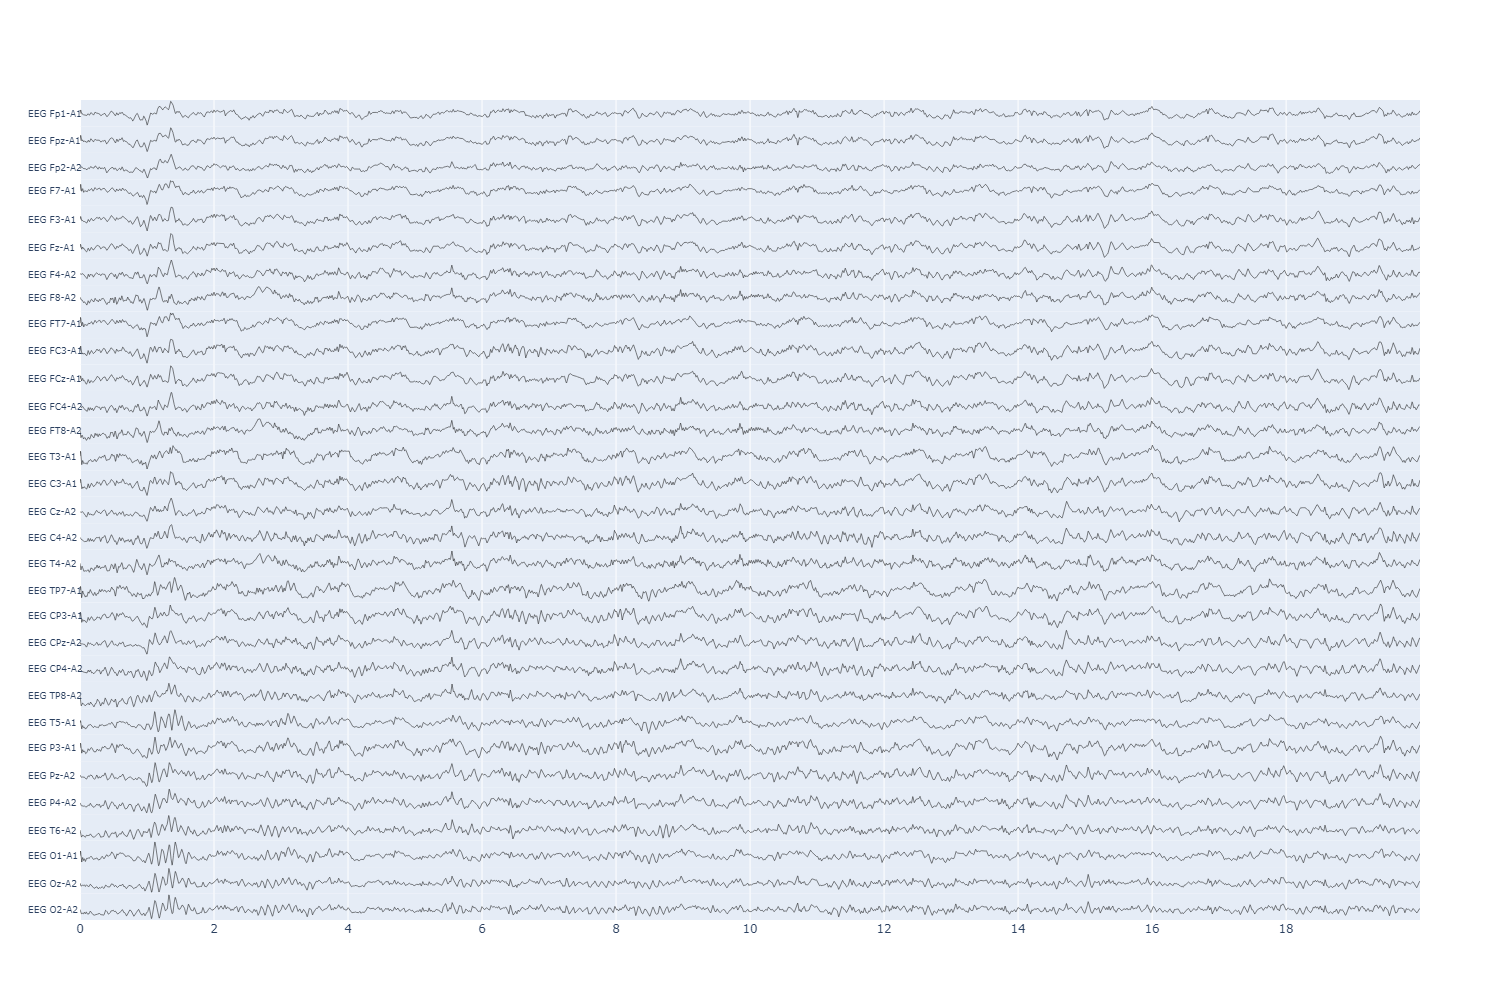 EEG Fp1-A1
EEG Fpz-A1
EEG Fp2-A2
EEG F7-A1
EEG F3-A1
EEG Fz-A1
EEG F4-A2
EEG F8-A2
EEG FT7-A1
EEG FC3-A1
EEG FCz-A1
EEG FC4-A2
EEG FT8-A2
EEG T3-A1
EEG C3-A1
EEG Cz-A2
EEG C4-A2
EEG T4-A2
EEG TP7-A1
EEG CP3-A1
EEG CPz-A2
EEG CP4-A2
EEG TP8-A2
EEG T5-A1
EEG P3-A1
EEG Pz-A2
EEG P4-A2
EEG T6-A2
EEG O1-A1
EEG Oz-A2
EEG O2-A2
0 2 4 6 8 10 12 14 16 18